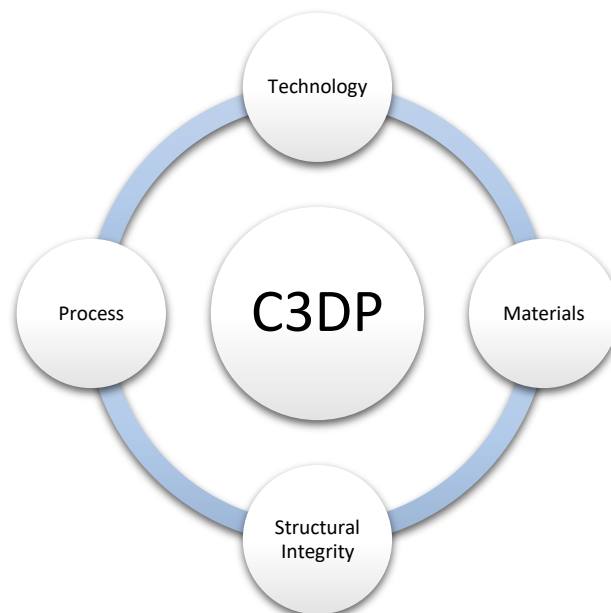 Technology
Process
C3DP
Materials
Structural
Integrity